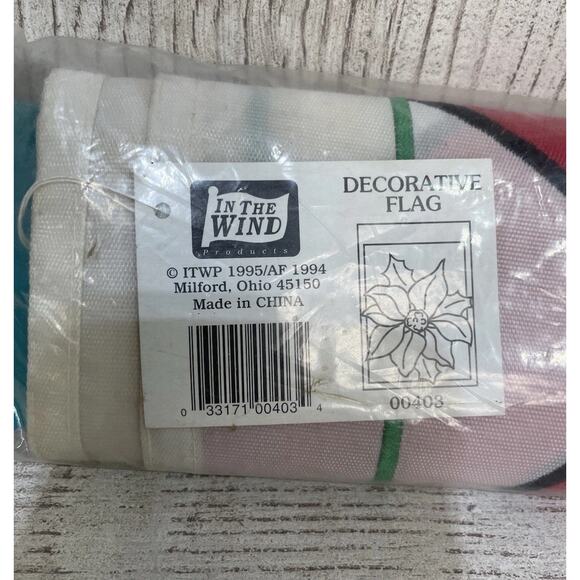 IN THE
WIND
Products
© ITWP 1995/AF 1994
Milford, Ohio 45150
Made in CHINA
0 33171 00403 4
DECORATIVE
FLAG
00403